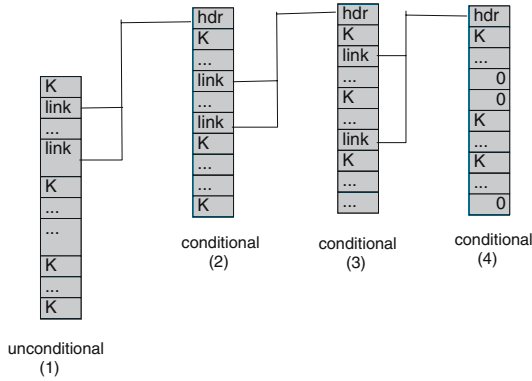 K
link
...
link
K
...
...
K
...
K
unconditional
(1)
hdr
K
...
link
...
link
K
...
...
K
conditional
(2)
hdr
K
link
...
K
...
link
K
...
...
conditional
(3)
hdr
K
...
0
0
K
...
K
...
0
conditional
(4)